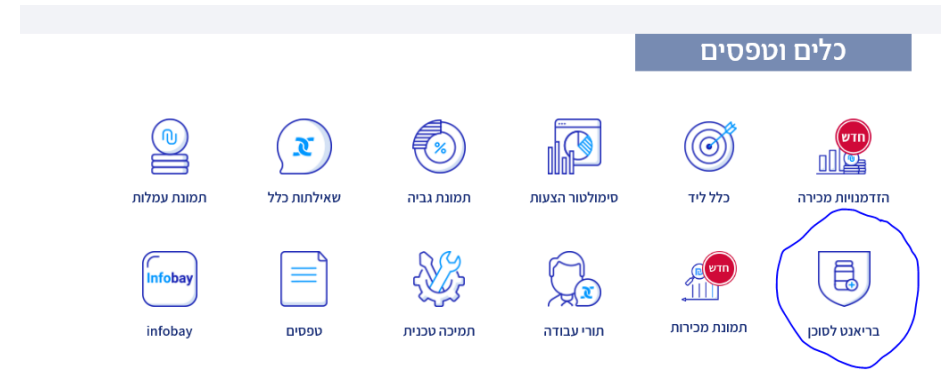 כלים וטפסים
חדש
הזדמנויות מכירה
כלל ליד
סימולטור הצעות
%
תמונת גביה
שאילתות כלל
₪
תמונת עמלות
בריאנט לסוכן
חדש
תמונת מכירות
תורי עבודה
תמיכה טכנית
טפסים
Infobay
infobay